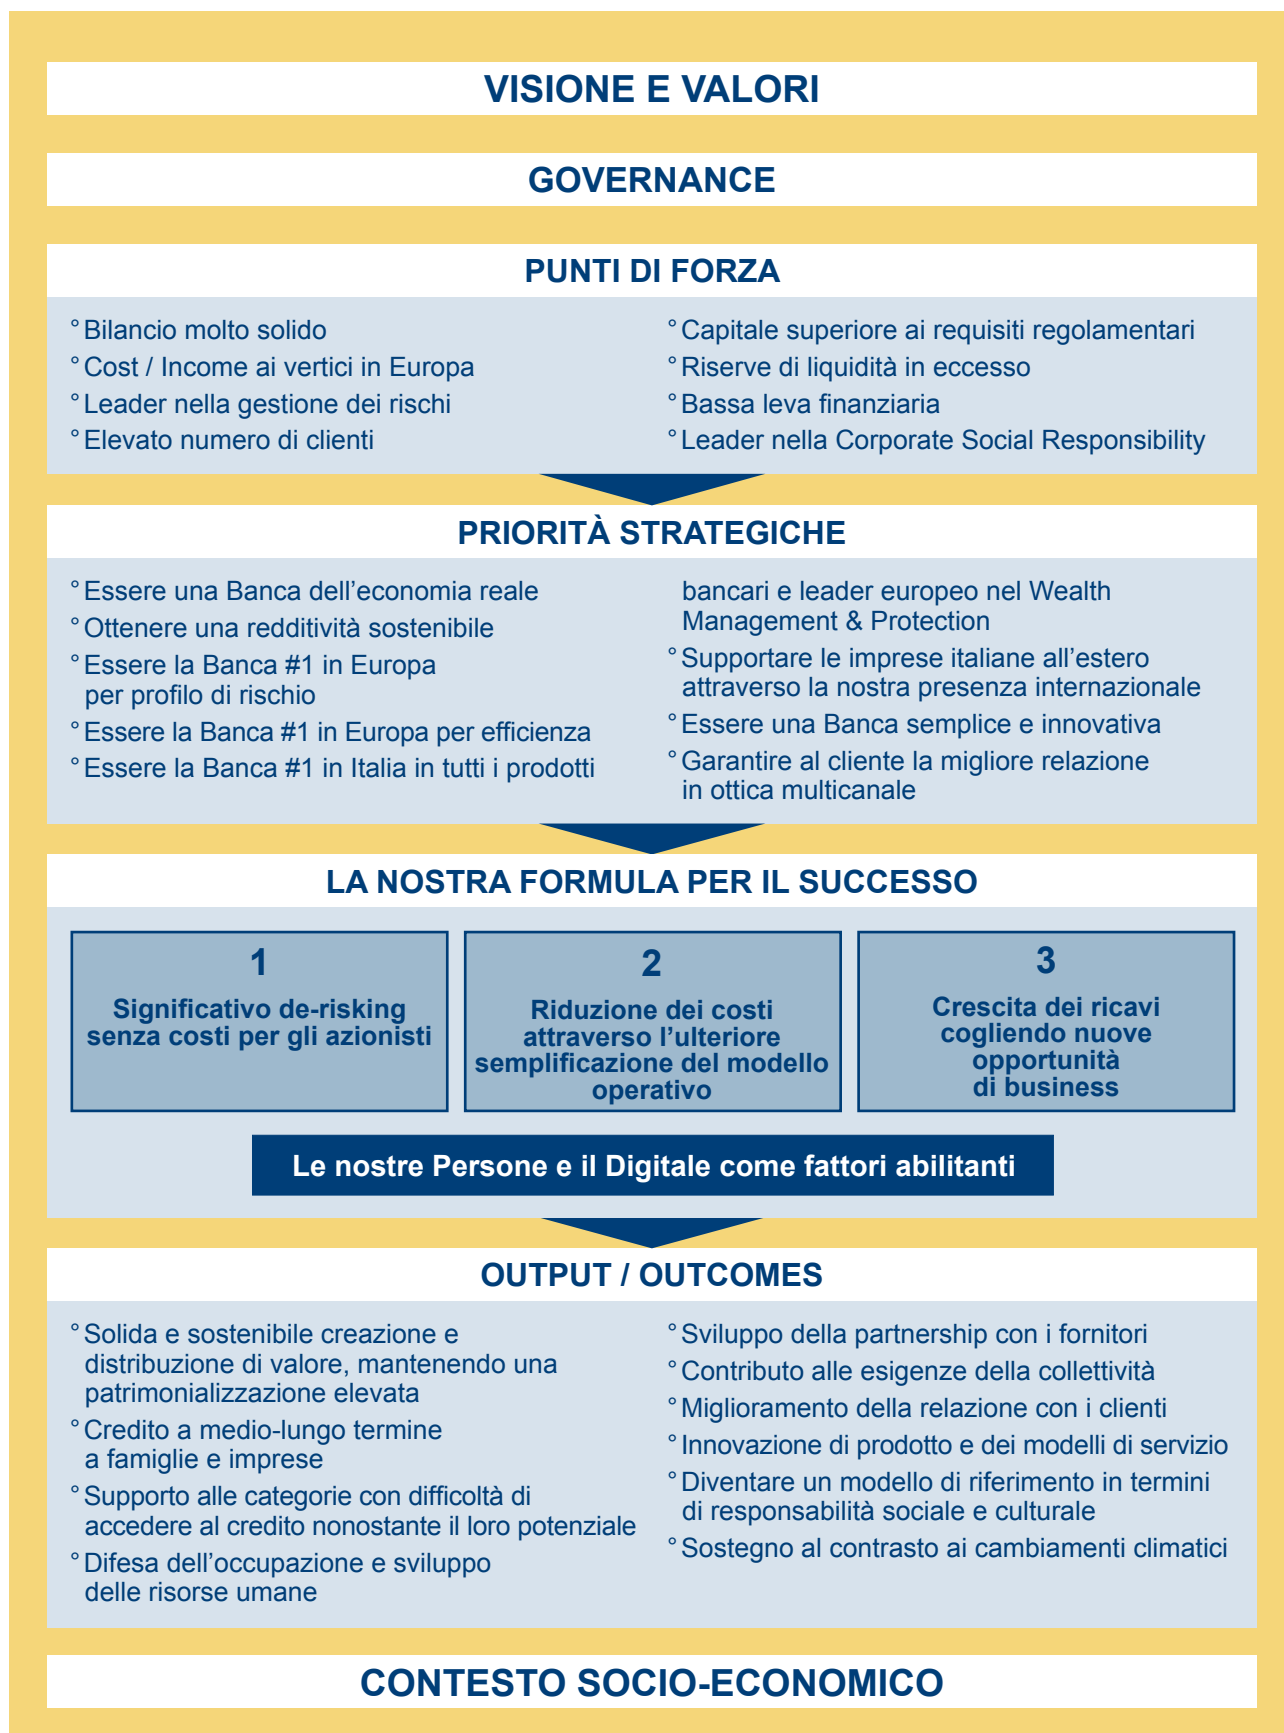 VISIONE E VALORI
GOVERNANCE
PUNTI DI FORZA
° Bilancio molto solido
° Cost / Income ai vertici in Europa
° Leader nella gestione dei rischi
° Elevato numero di clienti
° Capitale superiore ai requisiti regolamentari
° Riserve di liquidità in eccesso
° Bassa leva finanziaria
° Leader nella Corporate Social Responsibility
PRIORITÀ STRATEGICHE
° Essere una Banca dell’economia reale
° Ottenere una redditività sostenibile
° Essere la Banca #1 in Europa
per profilo di rischio
° Essere la Banca #1 in Europa per efficienza
° Essere la Banca #1 in Italia in tutti i prodotti
bancari e leader europeo nel Wealth
Management & Protection
° Supportare le imprese italiane all’estero
attraverso la nostra presenza internazionale
° Essere una Banca semplice e innovativa
° Garantire al cliente la migliore relazione
in ottica multicanale
LA NOSTRA FORMULA PER IL SUCCESSO
1
Significativo de-risking
senza costi per gli azionisti
2
Riduzione dei costi
attraverso l’ulteriore
semplificazione del modello
operativo
3
Crescita dei ricavi
cogliendo nuove
opportunità
di business
Le nostre Persone e il Digitale come fattori abilitanti
OUTPUT / OUTCOMES
° Solida e sostenibile creazione e
distribuzione di valore, mantenendo una
patrimonializzazione elevata
° Credito a medio-lungo termine
a famiglie e imprese
° Supporto alle categorie con difficoltà di
accedere al credito nonostante il loro potenziale
° Difesa dell’occupazione e sviluppo
delle risorse umane
° Sviluppo della partnership con i fornitori
° Contributo alle esigenze della collettività
° Miglioramento della relazione con i clienti
° Innovazione di prodotto e dei modelli di servizio
° Diventare un modello di riferimento in termini
di responsabilità sociale e culturale
° Sostegno al contrasto ai cambiamenti climatici
CONTESTO SOCIO-ECONOMICO